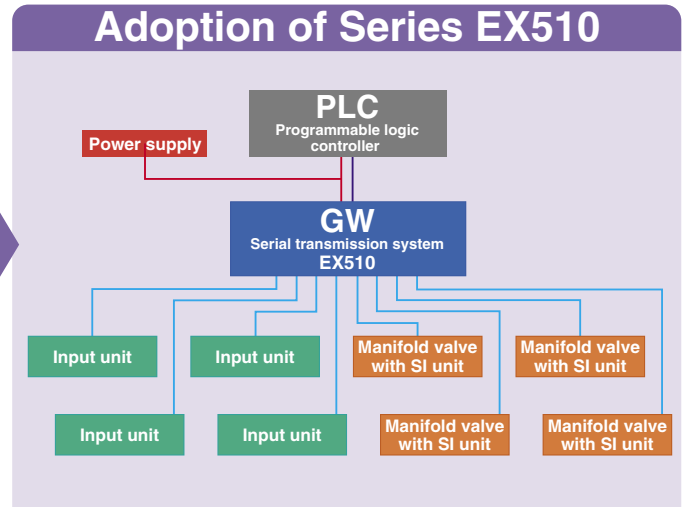 Adoption of Series EX510
PLC
Programmable logic
controller
Power supply
GW
Serial transmission system
EX510
Input unit
Input unit
Manifold valve
with SI unit
Manifold valve
with SI unit
Input unit
Input unit
Manifold valve
with SI unit
Manifold valve
with SI unit